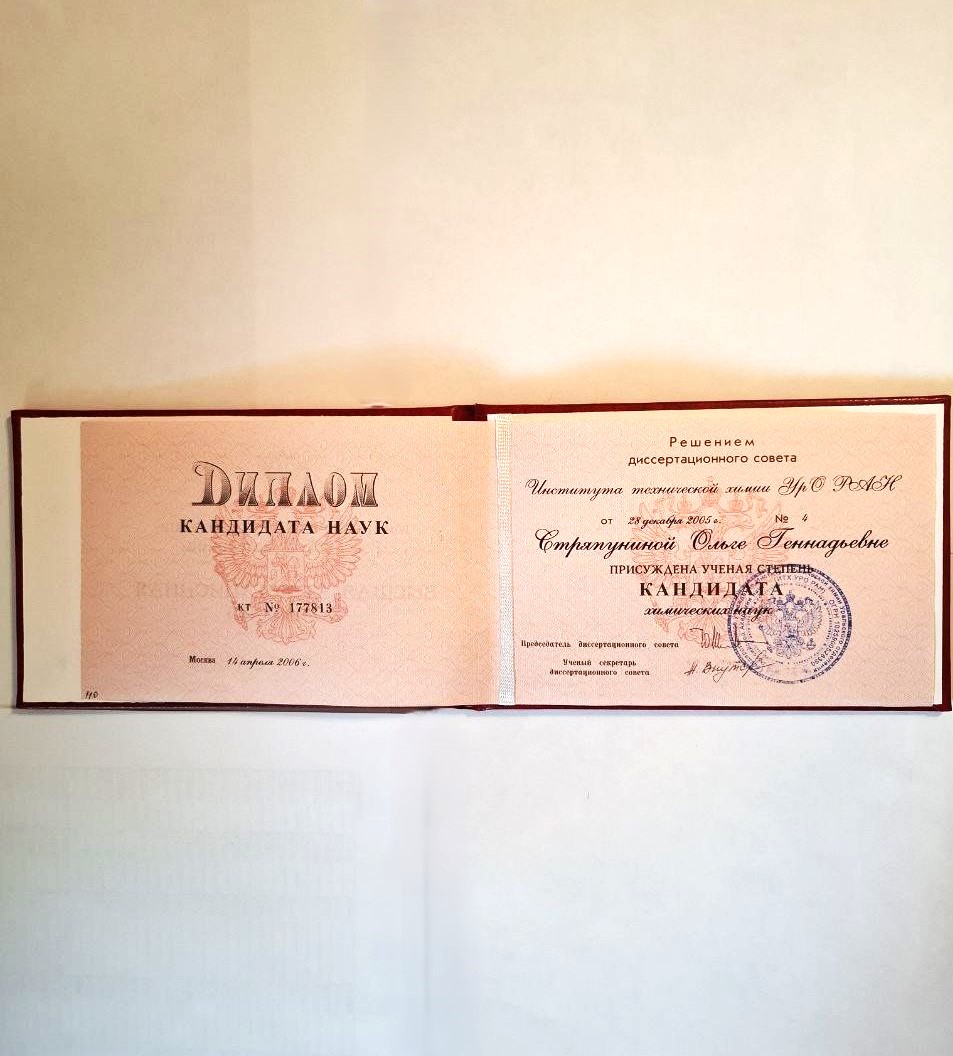 Диплом
КАНДИДАТА НАУК
КТ № 177813
Москва 14 апреля 2006 г.
Решением
диссертационного совета
Института технической химии УрО РАН
от 28 декабря 2005 г. № 4
Стряпуниной Ольге Геннадьевне
ПРИСУЖДЕНА УЧЕНАЯ СТЕПЕНЬ
КАНДИДАТА
химических наук
Председатель диссертационного совета
Ученый секретарь
диссертационного совета